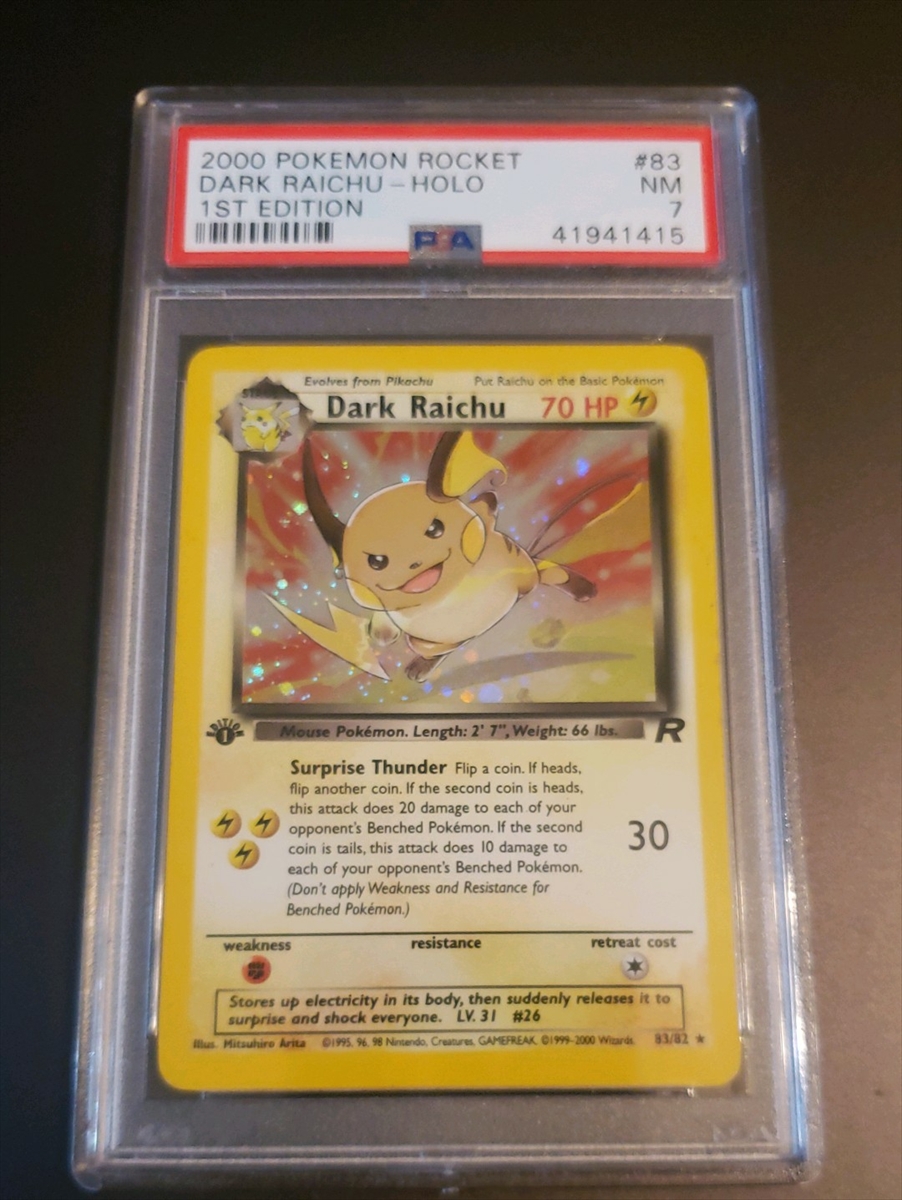 2000 POKEMON ROCKET #83
DARK RAICHU - HOLO NM
1ST EDITION 7
PSA 41941415
Evolves from Pikachu Put Raichu on the Basic Pokémon
STAGE 1
Dark Raichu 70 HP
EDITION 1
Mouse Pokémon. Length: 2' 7", Weight: 66 lbs. R
Surprise Thunder Flip a coin. If heads,
flip another coin. If the second coin is heads,
this attack does 20 damage to each of your
opponent's Benched Pokémon. If the second
coin is tails, this attack does 10 damage to
each of your opponent's Benched Pokémon.
(Don't apply Weakness and Resistance for
Benched Pokémon.)
30
weakness resistance retreat cost
Stores up electricity in its body, then suddenly releases it to
surprise and shock everyone. LV. 31 #26
Illus. Mitsuhiro Arita ©1995, 96, 98 Nintendo, Creatures, GAMEFREAK. ©1999-2000 Wizards. 83/82 ★